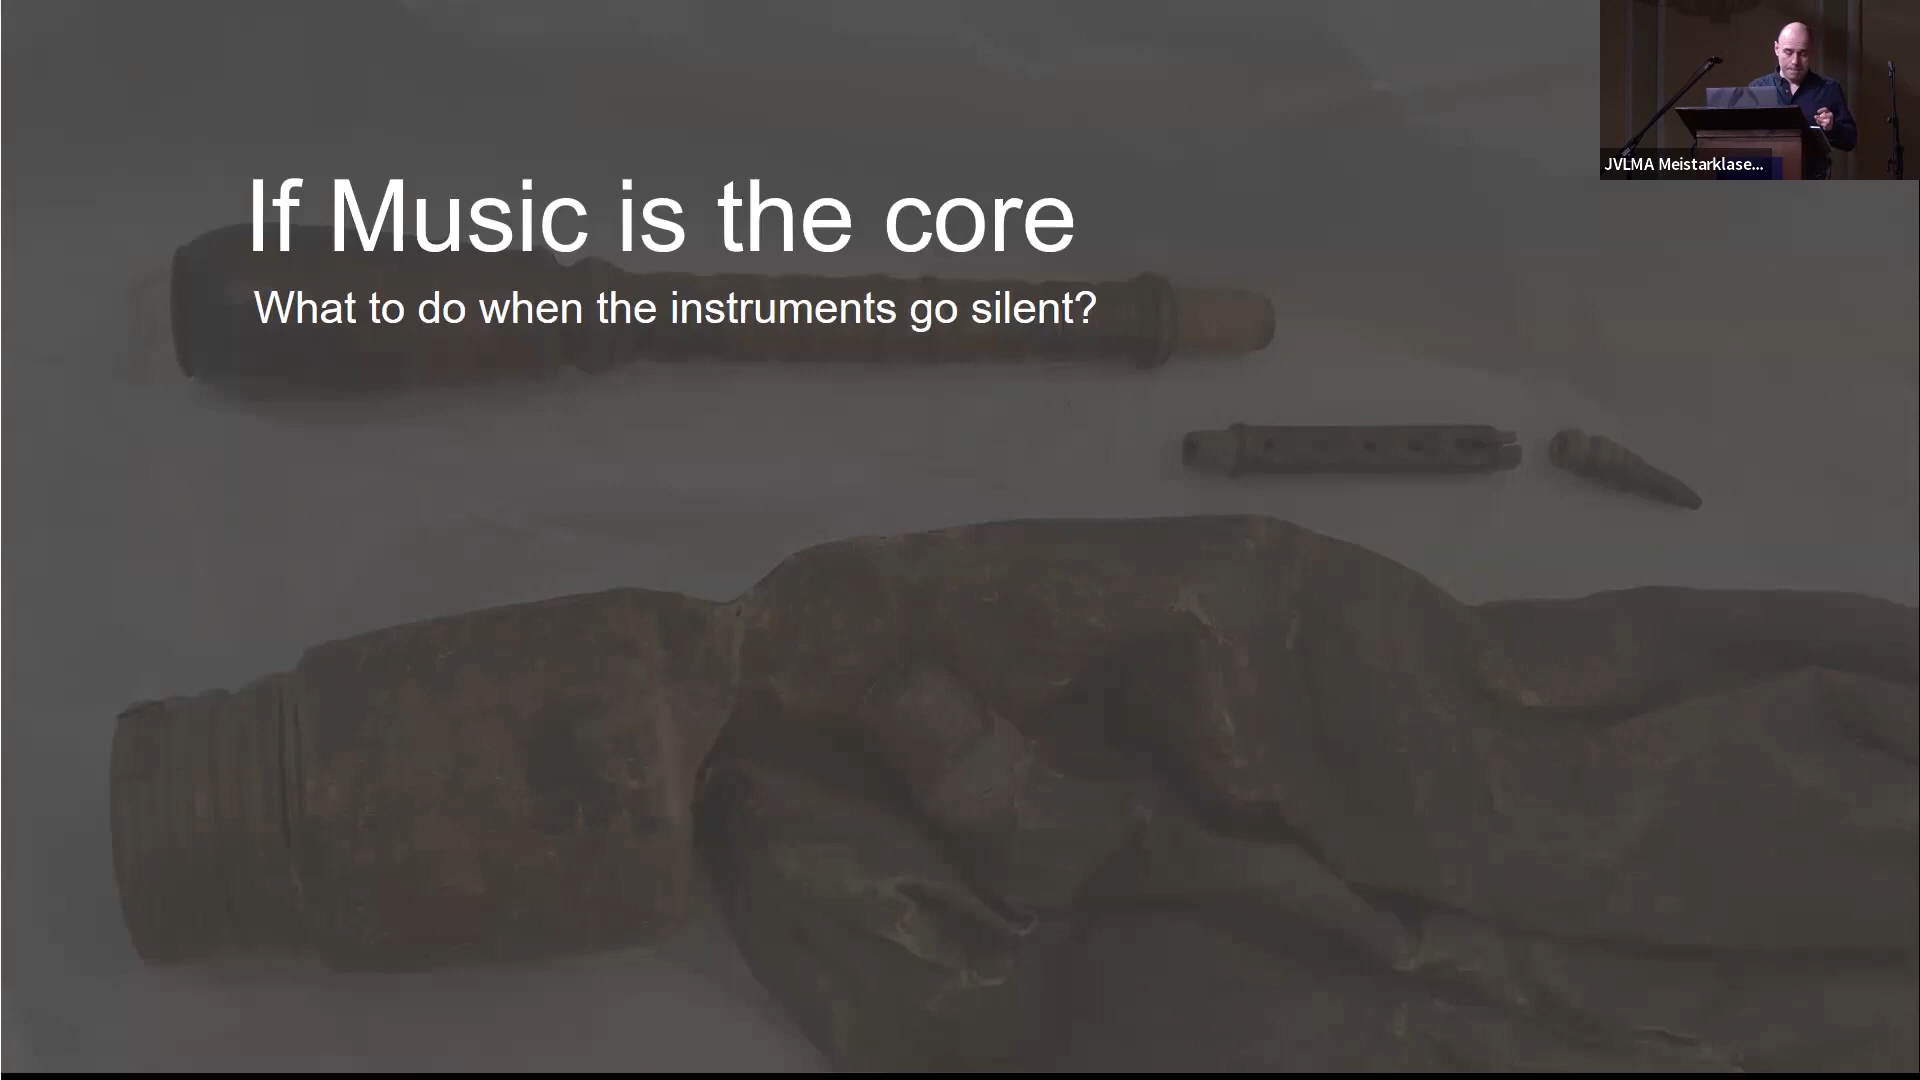 If Music is the core
What to do when the instruments go silent?
JVLMA Meistarklase...